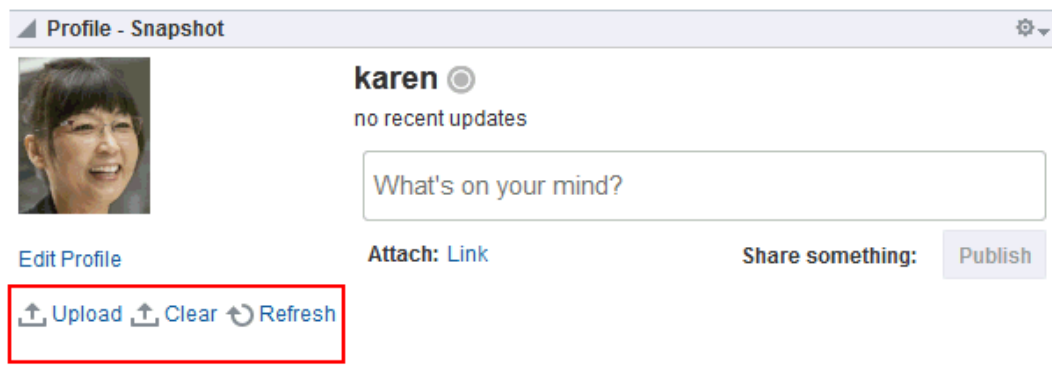 Profile - Snapshot
karen
no recent updates
What's on your mind?
Edit Profile
Attach: Link
Share something: Publish
Upload Clear Refresh